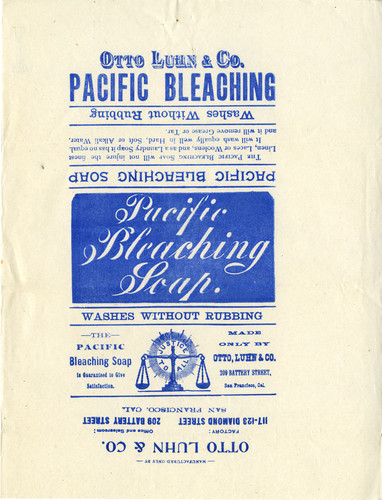 OTTO LUHN & CO.
PACIFIC BLEACHING
Washes Without Rubbing
PACIFIC BLEACHING SOAP
THE PACIFIC BLEACHING SOAP will not injure the finest
Linen, Laces or Woolens, and as a Laundry Soap it has no equal.
It will wash equally well in Hard, Soft or Alkali Water,
and it will remove Grease or Tar.
Pacific
Bleaching
Soap.
WASHES WITHOUT RUBBING
—THE—
PACIFIC
Bleaching Soap
is Guaranteed to Give
Satisfaction.
JUSTICE
TO ALL
MADE
ONLY BY
OTTO, LUHN & CO.
209 BATTERY STREET,
San Francisco, Cal.
— MANUFACTURED ONLY BY —
OTTO LUHN & CO.
FACTORY: Office and Salesroom:
117-123 DIAMOND STREET 209 BATTERY STREET
SAN FRANCISCO, CAL